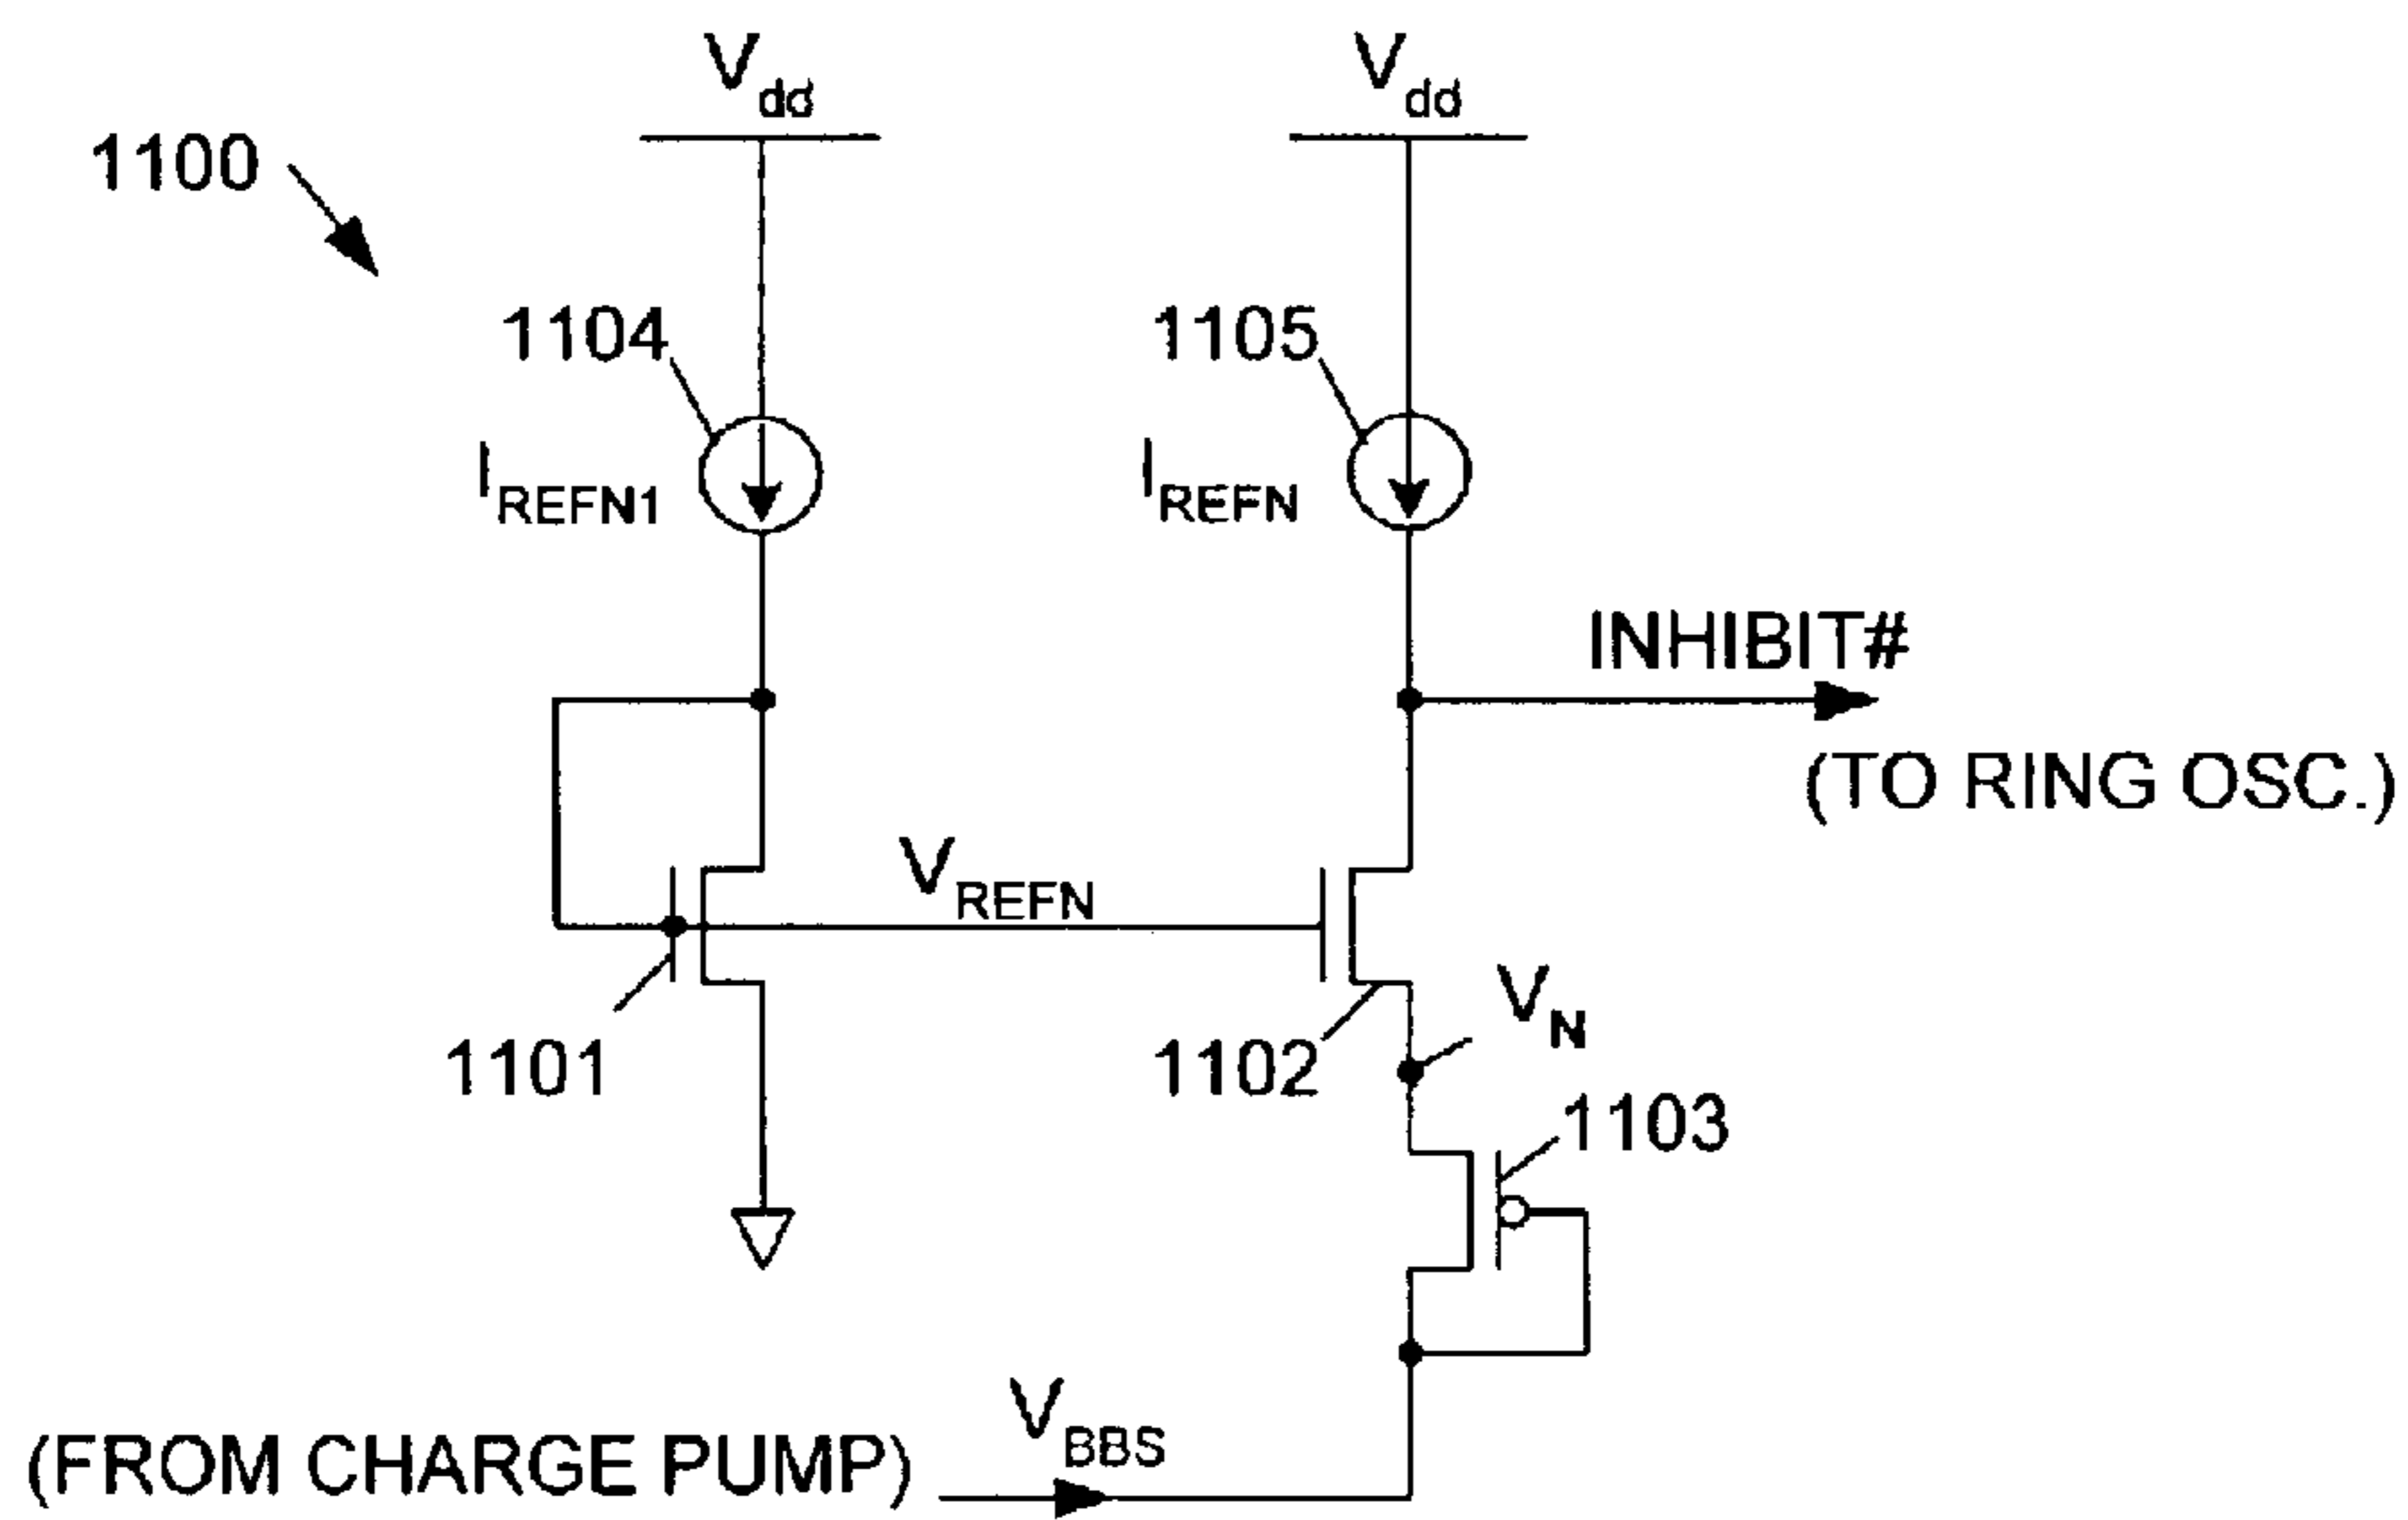 V_dd
V_dd
1100
1104
1105
I_REFN1
I_REFN
INHIBIT#
(TO RING OSC.)
V_REFN
V_N
1101
1102
1103
V_BBS
(FROM CHARGE PUMP)